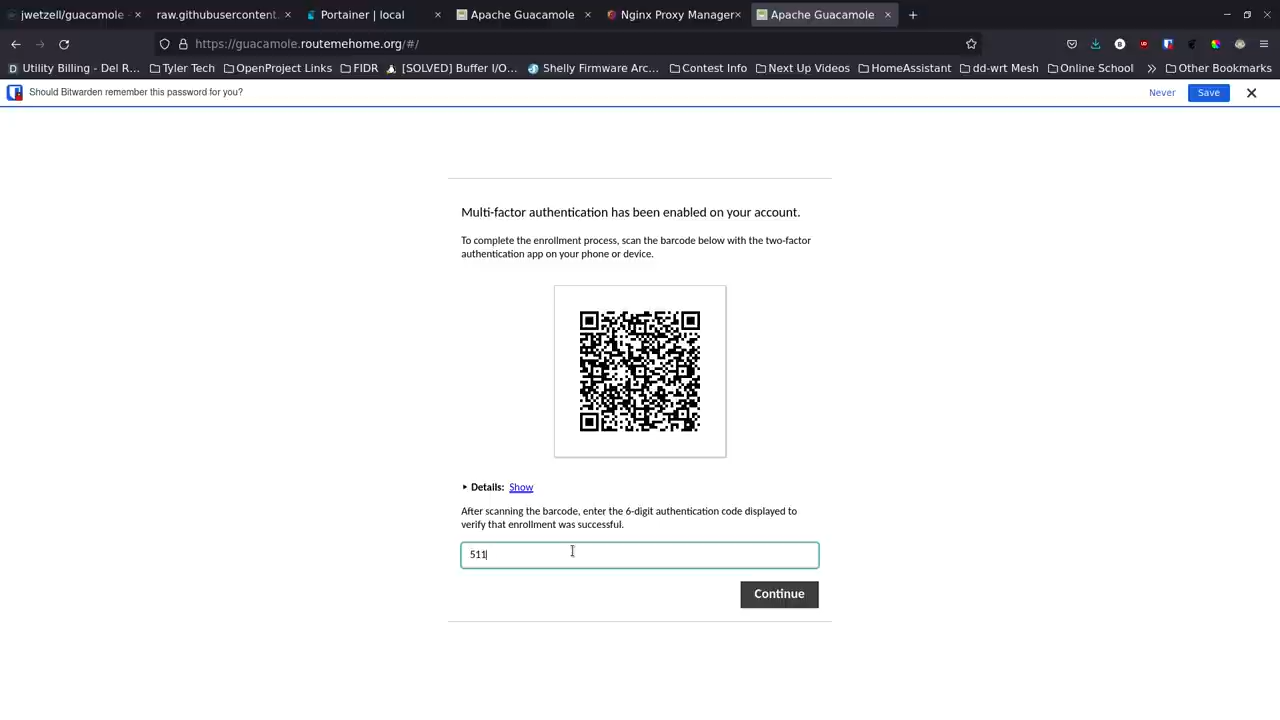 jwetzell/guacamole -
raw.githubusercontent.
Portainer | local
Apache Guacamole
Nginx Proxy Manager
Apache Guacamole
https://guacamole.routemehome.org/#/
Utility Billing - Del R...
Tyler Tech
OpenProject Links
FIDR
[SOLVED] Buffer I/O...
Shelly Firmware Arc...
Contest Info
Next Up Videos
HomeAssistant
dd-wrt Mesh
Online School
Other Bookmarks
Should Bitwarden remember this password for you?
Never
Save
Multi-factor authentication has been enabled on your account.
To complete the enrollment process, scan the barcode below with the two-factor
authentication app on your phone or device.
Details: Show
After scanning the barcode, enter the 6-digit authentication code displayed to
verify that enrollment was successful.
511
Continue